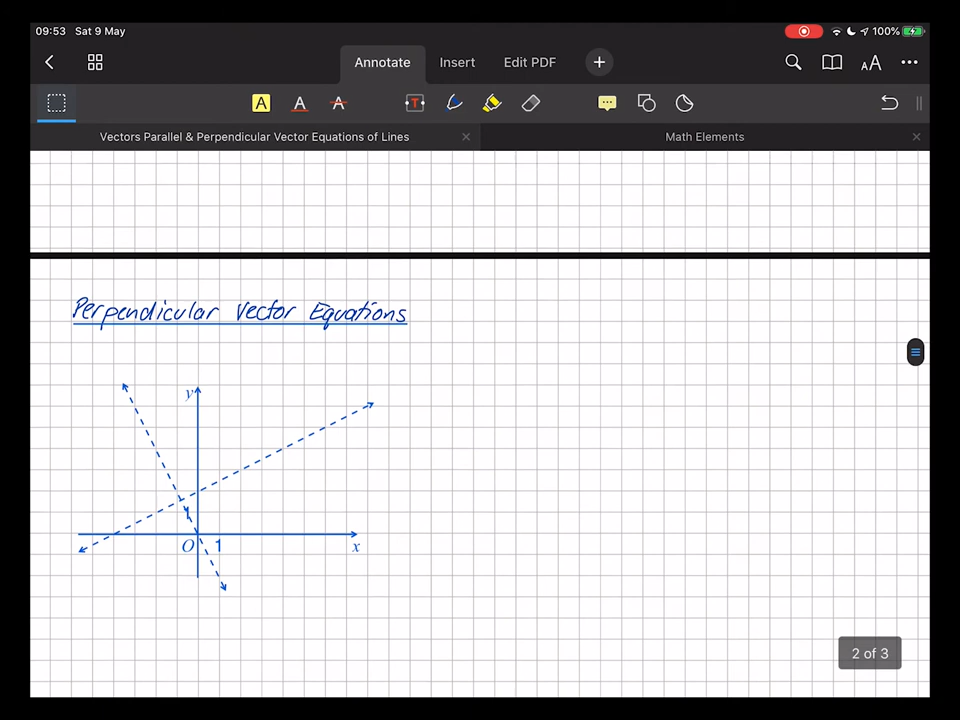 09:53 Sat 9 May 100%
Annotate Insert Edit PDF
A A A T
Vectors Parallel & Perpendicular Vector Equations of Lines Math Elements
Perpendicular Vector Equations
y
1
O 1 x
2 of 3